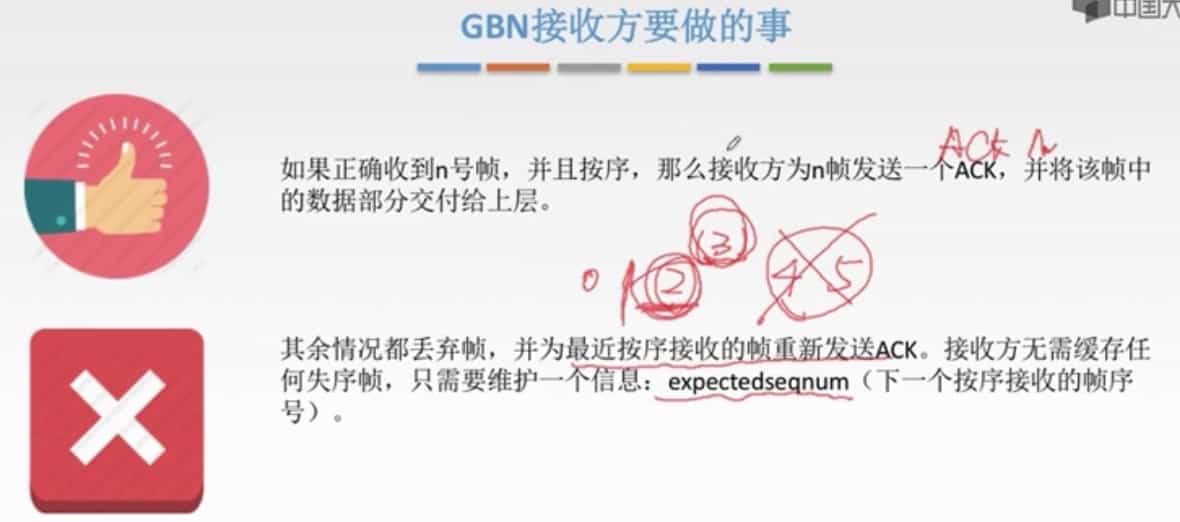 中国大
GBN接收方要做的事
ACK n
如果正确收到n号帧，并且按序，那么接收方为n帧发送一个ACK，并将该帧中
的数据部分交付给上层。
3
0 1 2 4 5
其余情况都丢弃帧，并为最近按序接收的帧重新发送ACK。接收方无需缓存任
何失序帧，只需要维护一个信息：expectedseqnum（下一个按序接收的帧序
号）。